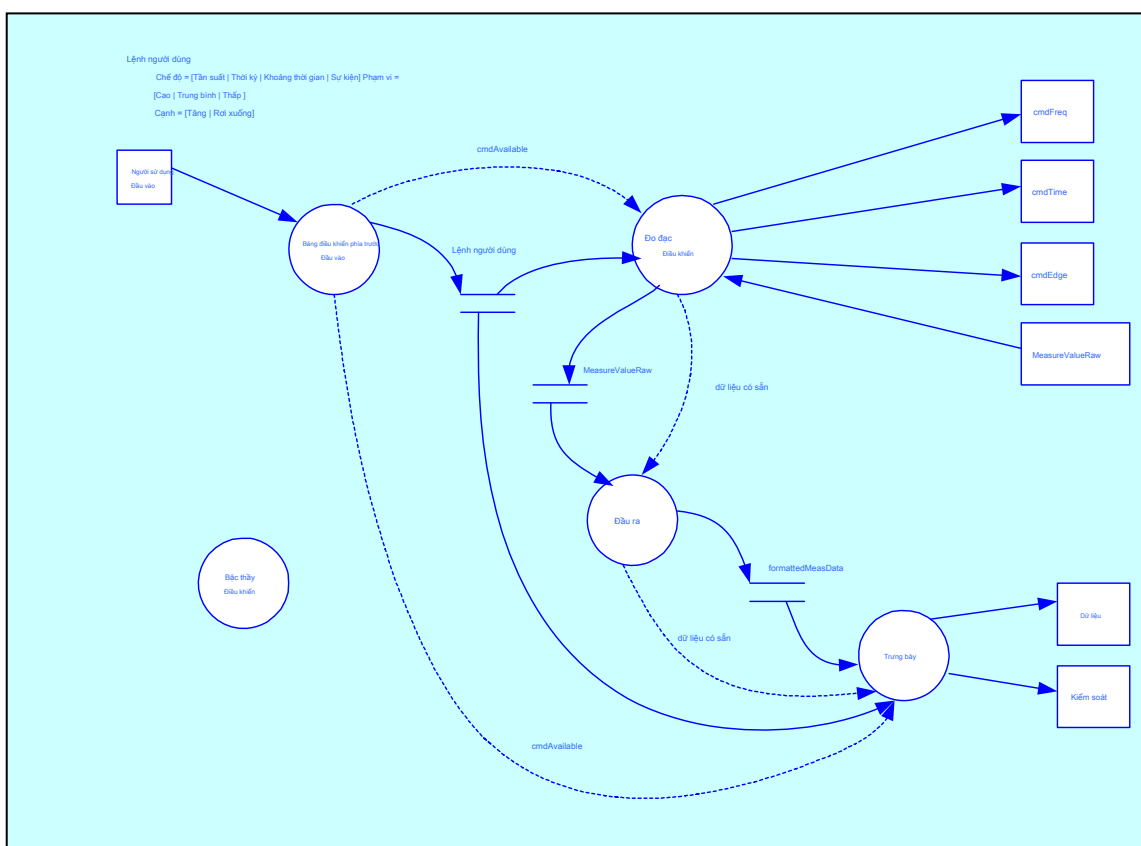 Lệnh người dùng
Chế độ = [Tần suất | Thời kỳ | Khoảng thời gian | Sự kiện] Phạm vi =
[Cao | Trung bình | Thấp ]
Cạnh = [Tăng | Rơi xuống]
cmdFreq
cmdAvailable
Người sử dụng
Đầu vào
cmdTime
Bảng điều khiển phía trước
Đầu vào
Lệnh người dùng
Đo đạc
Điều khiển
cmdEdge
MeasureValueRaw
MeasureValueRaw
dữ liệu có sẵn
Đầu ra
formattedMeasData
Bậc thầy
Điều khiển
dữ liệu có sẵn
Trưng bày
Dữ liệu
Kiểm soát
cmdAvailable